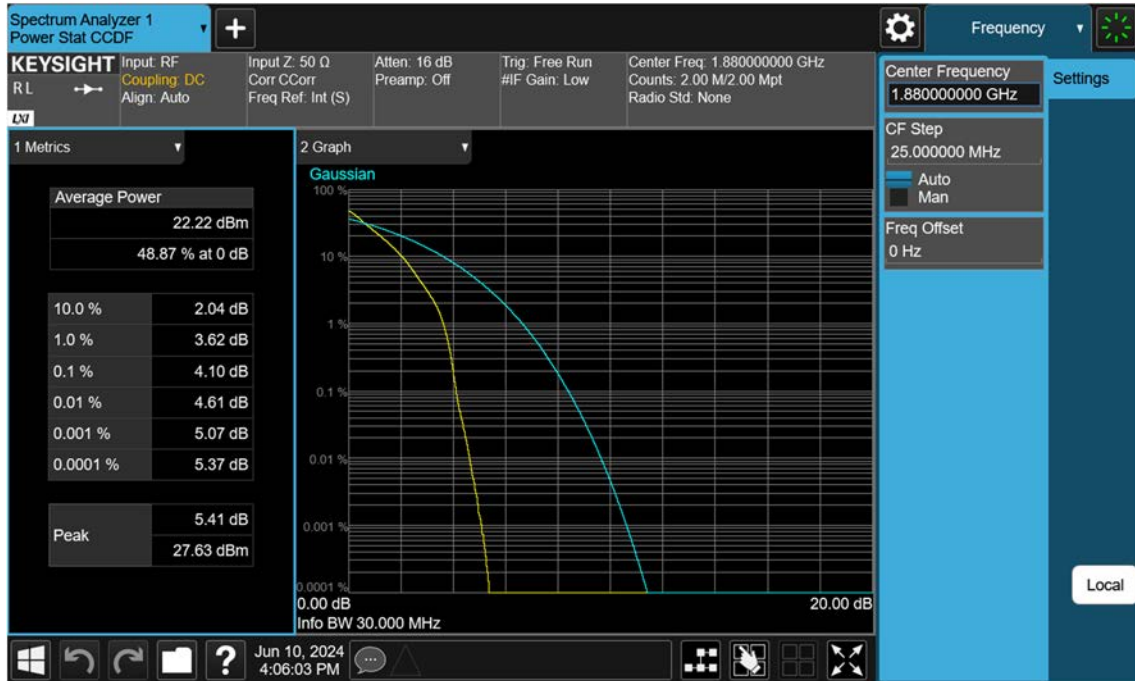 Spectrum Analyzer 1
Power Stat CCDF
Frequency
KEYSIGHT
R L
LXI
Input: RF
Coupling: DC
Align: Auto
Input Z: 50 Ω
Corr CCorr
Freq Ref: Int (S)
Atten: 16 dB
Preamp: Off
Trig: Free Run
#IF Gain: Low
Center Freq: 1.880000000 GHz
Counts: 2.00 M/2.00 Mpt
Radio Std: None
Center Frequency
1.880000000 GHz
Settings
CF Step
25.000000 MHz
Auto
Man
Freq Offset
0 Hz
Local
1 Metrics
Average Power
22.22 dBm
48.87 % at 0 dB
10.0 % 2.04 dB
1.0 % 3.62 dB
0.1 % 4.10 dB
0.01 % 4.61 dB
0.001 % 5.07 dB
0.0001 % 5.37 dB
Peak
5.41 dB
27.63 dBm
2 Graph
Gaussian
100 %
10 %
1 %
0.1 %
0.01 %
0.001 %
0.0001 %
0.00 dB 20.00 dB
Info BW 30.000 MHz
Jun 10, 2024
4:06:03 PM